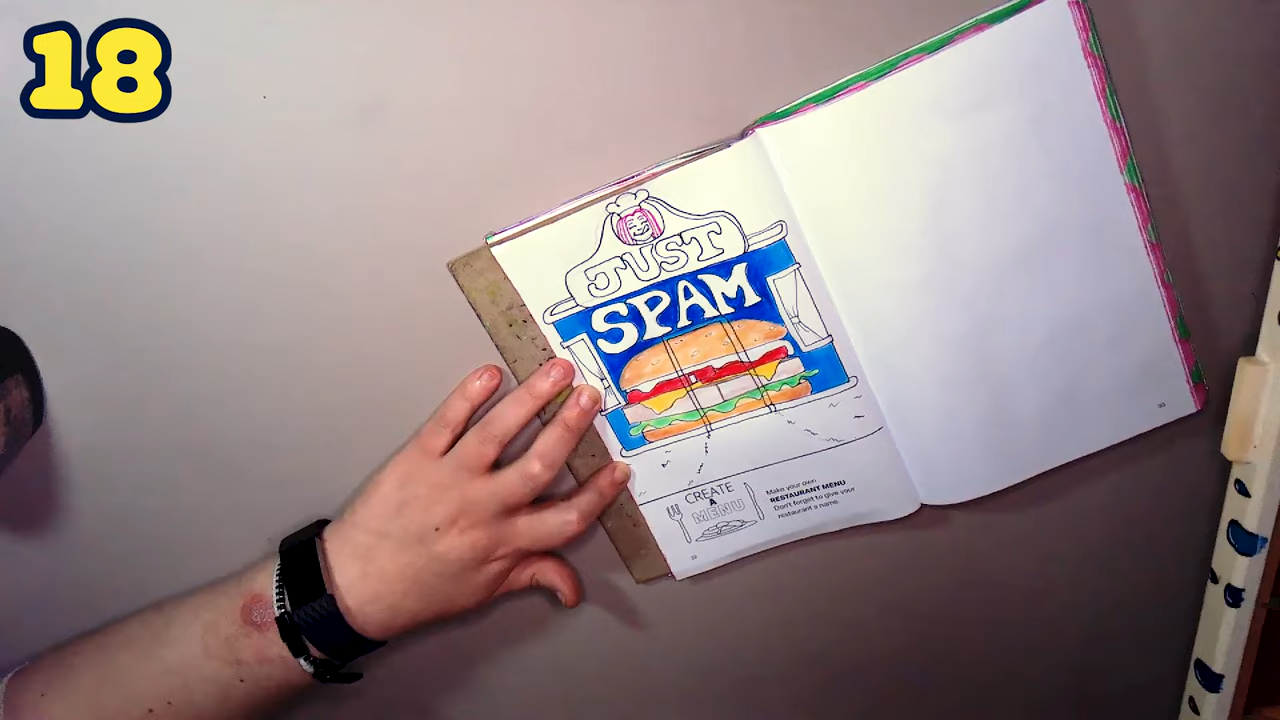 18
JUST
SPAM
CREATE
A
MENU
Make your own
RESTAURANT MENU
Don't forget to give your
restaurant a name